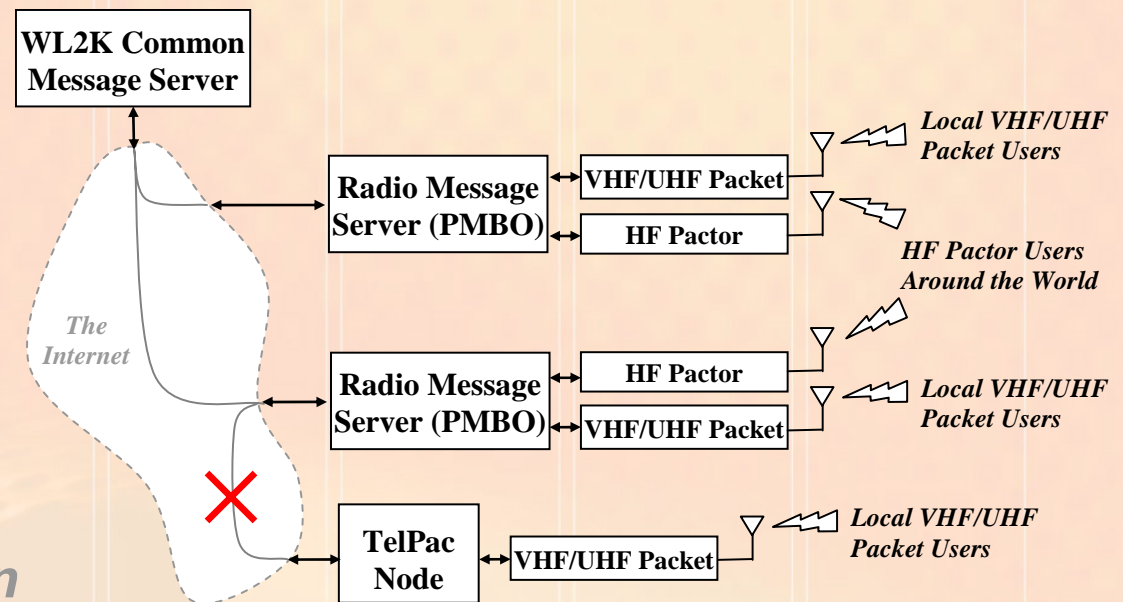 WL2K Common
Message Server
Local VHF/UHF
Packet Users
Radio Message
Server (PMBO)
VHF/UHF Packet
HF Pactor
HF Pactor Users
Around the World
The
Internet
Radio Message
Server (PMBO)
HF Pactor
VHF/UHF Packet
Local VHF/UHF
Packet Users
TelPac
Node
VHF/UHF Packet
Local VHF/UHF
Packet Users
n